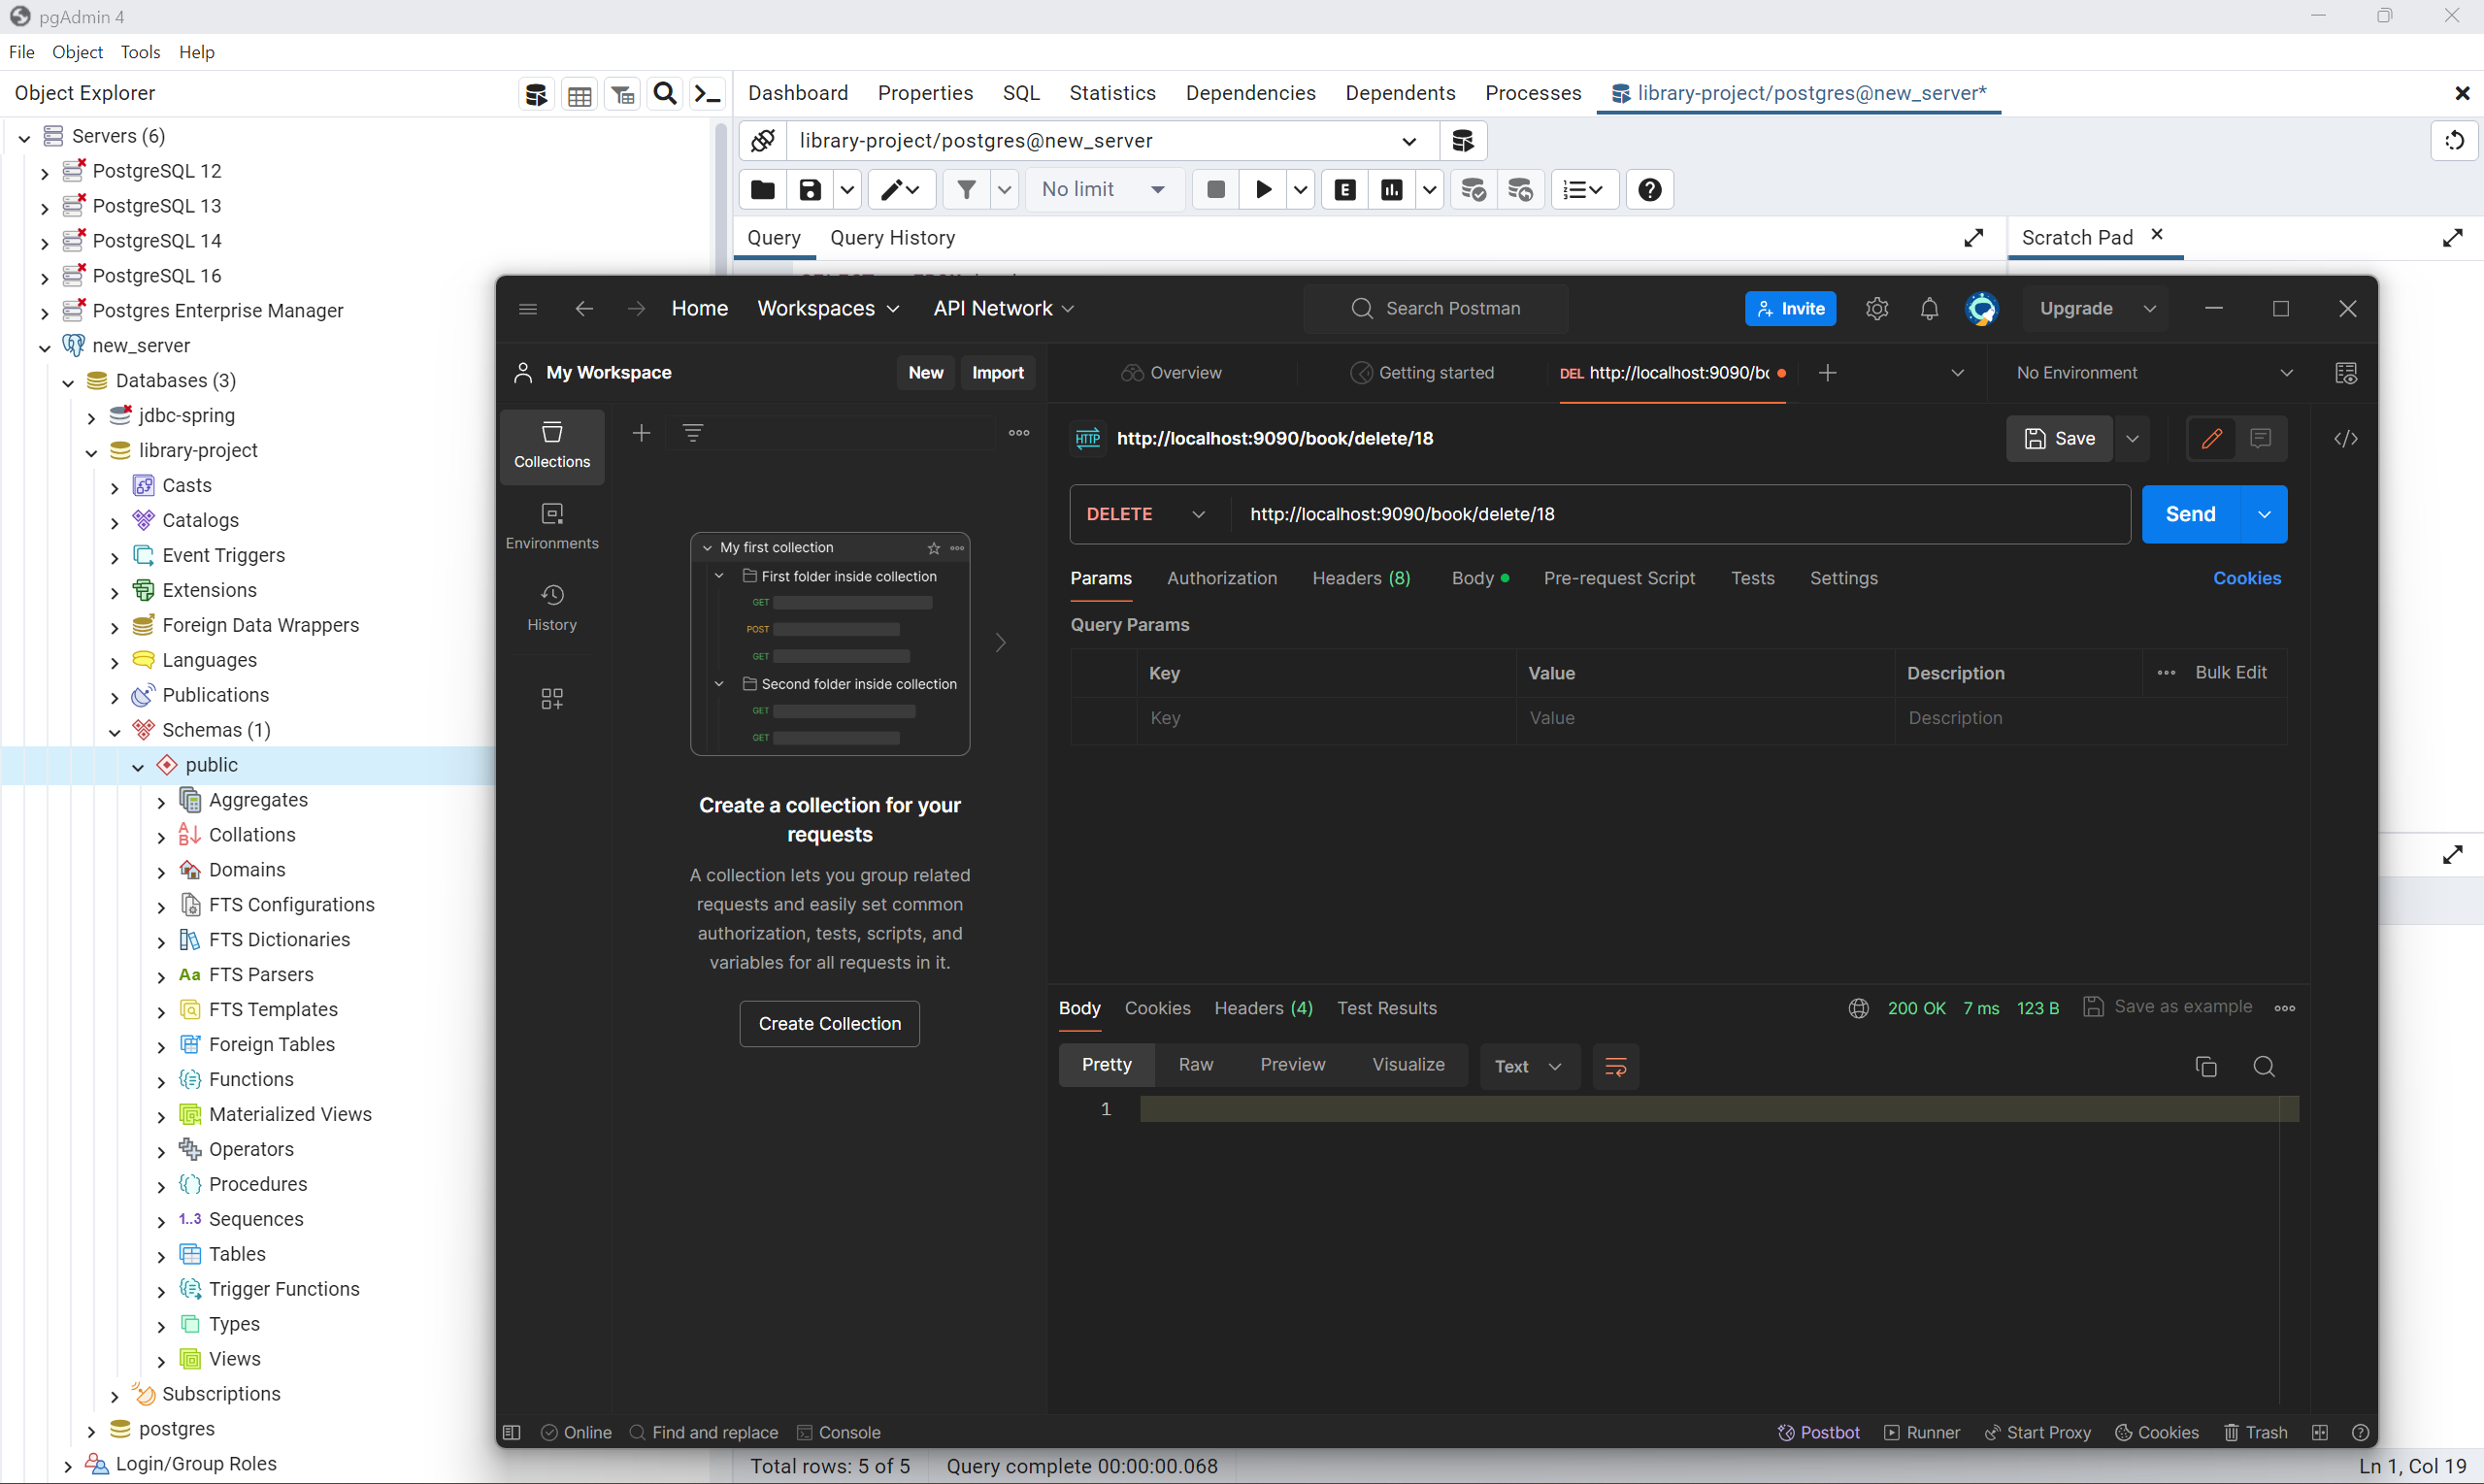 pgAdmin 4
File Object Tools Help
Object Explorer
Dashboard Properties SQL Statistics Dependencies Dependents Processes library-project/postgres@new_server*
Servers (6)
PostgreSQL 12
PostgreSQL 13
PostgreSQL 14
PostgreSQL 16
Postgres Enterprise Manager
new_server
Databases (3)
jdbc-spring
library-project
Casts
Catalogs
Event Triggers
Extensions
Foreign Data Wrappers
Languages
Publications
Schemas (1)
public
Aggregates
Collations
Domains
FTS Configurations
FTS Dictionaries
Aa FTS Parsers
FTS Templates
Foreign Tables
Functions
Materialized Views
Operators
Procedures
1..3 Sequences
Tables
Trigger Functions
Types
Views
Subscriptions
postgres
Login/Group Roles
library-project/postgres@new_server
No limit
E
Query Query History
Scratch Pad
Home Workspaces API Network Search Postman Invite Upgrade
My Workspace New Import
Overview Getting started DEL http://localhost:9090/bo No Environment
Collections
Environments
History
My first collection
First folder inside collection
GET
POST
GET
Second folder inside collection
GET
GET
Create a collection for your
requests
A collection lets you group related
requests and easily set common
authorization, tests, scripts, and
variables for all requests in it.
Create Collection
HTTP http://localhost:9090/book/delete/18 Save
DELETE http://localhost:9090/book/delete/18 Send
Params Authorization Headers (8) Body Pre-request Script Tests Settings Cookies
Query Params
Key Value Description Bulk Edit
Key Value Description
Body Cookies Headers (4) Test Results 200 OK 7 ms 123 B Save as example
Pretty Raw Preview Visualize Text
1
Online Find and replace Console Postbot Runner Start Proxy Cookies Trash
Total rows: 5 of 5 Query complete 00:00:00.068 Ln 1, Col 19